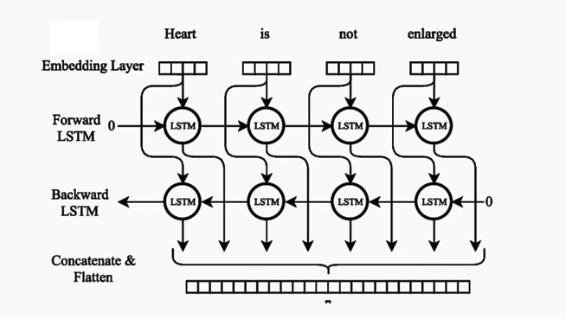 Heart is not enlarged
Embedding Layer
Forward 0
LSTM LSTM LSTM LSTM LSTM
Backward
LSTM LSTM LSTM LSTM LSTM 0
Concatenate &
Flatten